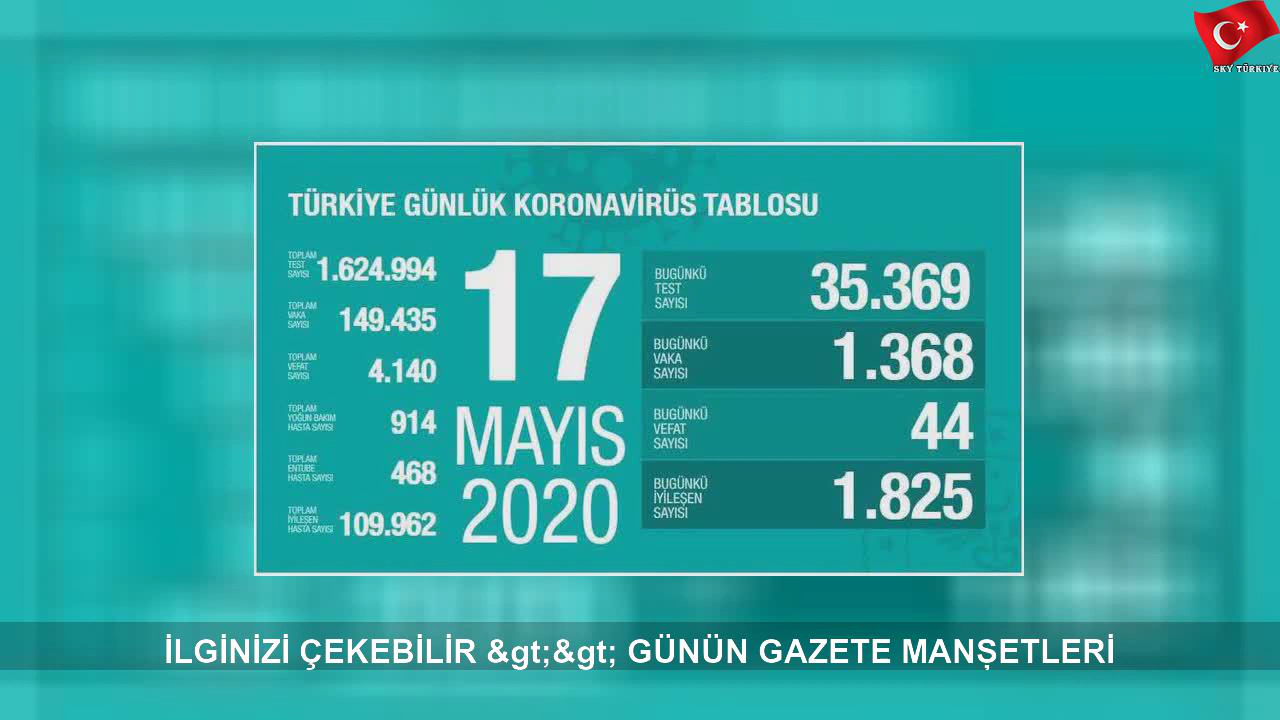 SKY TÜRKIYE
TÜRKİYE GÜNLÜK KORONAVİRÜS TABLOSU
TOPLAM
TEST
SAYISI
1.624.994
TOPLAM
VAKA
SAYISI
149.435
TOPLAM
VEFAT
SAYISI
4.140
TOPLAM
YOĞUN BAKIM
HASTA SAYISI
914
TOPLAM
ENTUBE
HASTA SAYISI
468
TOPLAM
İYİLEŞEN
HASTA SAYISI
109.962
17
MAYIS
2020
BUGÜNKÜ
TEST
SAYISI
35.369
BUGÜNKÜ
VAKA
SAYISI
1.368
BUGÜNKÜ
VEFAT
SAYISI
44
BUGÜNKÜ
İYİLEŞEN
SAYISI
1.825
İLGİNİZİ ÇEKEBİLİR &gt;&gt; GÜNÜN GAZETE MANŞETLERİ